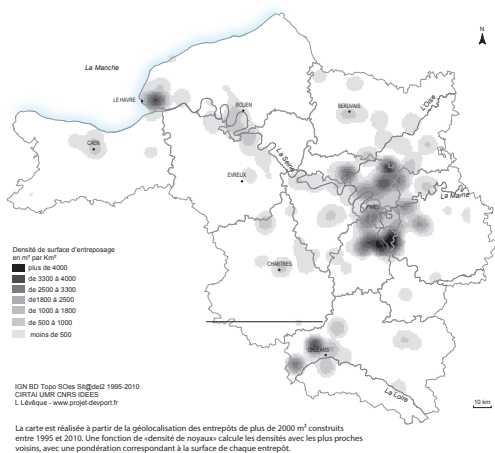 N
La Manche
LE HAVRE
ROUEN
BEAUVAIS
L'Oise
CAEN
La Seine
EVREUX
PARIS
La Marne
Densité de surface d'entreposage
en m² par Km²
plus de 4000
de 3300 à 4000
de 2500 à 3300
de1800 à 2500
de 1000 à 1800
de 500 à 1000
moins de 500
CHARTRES
ORLEANS
La Loire
10 km
IGN BD Topo SOes Sit@del2 1995-2010
CIRTAI UMR CNRS IDEES
L Lévêque - www.projet-devport.fr
La carte est réalisée à partir de la géolocalisation des entrepôts de plus de 2000 m² construits
entre 1995 et 2010. Une fonction de «densité de noyaux» calcule les densités avec les plus proches
voisins, avec une pondération correspondant à la surface de chaque entrepôt.